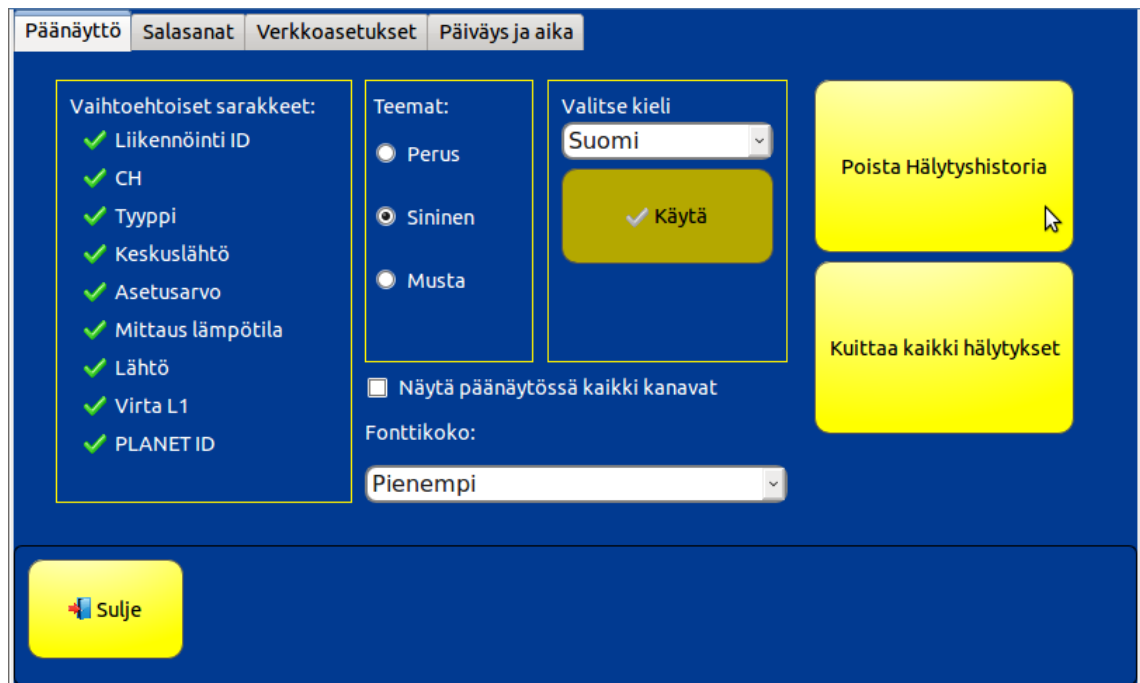 Päänäyttö
Salasanat
Verkkoasetukset
Päiväys ja aika
Vaihtoehtoiset sarakkeet:
Liikennöinti ID
CH
Tyyppi
Keskuslähtö
Asetusarvo
Mittaus lämpötila
Lähtö
Virta L1
PLANET ID
Teemat:
Perus
Sininen
Musta
Valitse kieli
Suomi
Käytä
Näytä päänäytössä kaikki kanavat
Fonttikoko:
Pienempi
Poista Hälytyshistoria
Kuittaa kaikki hälytykset
Sulje